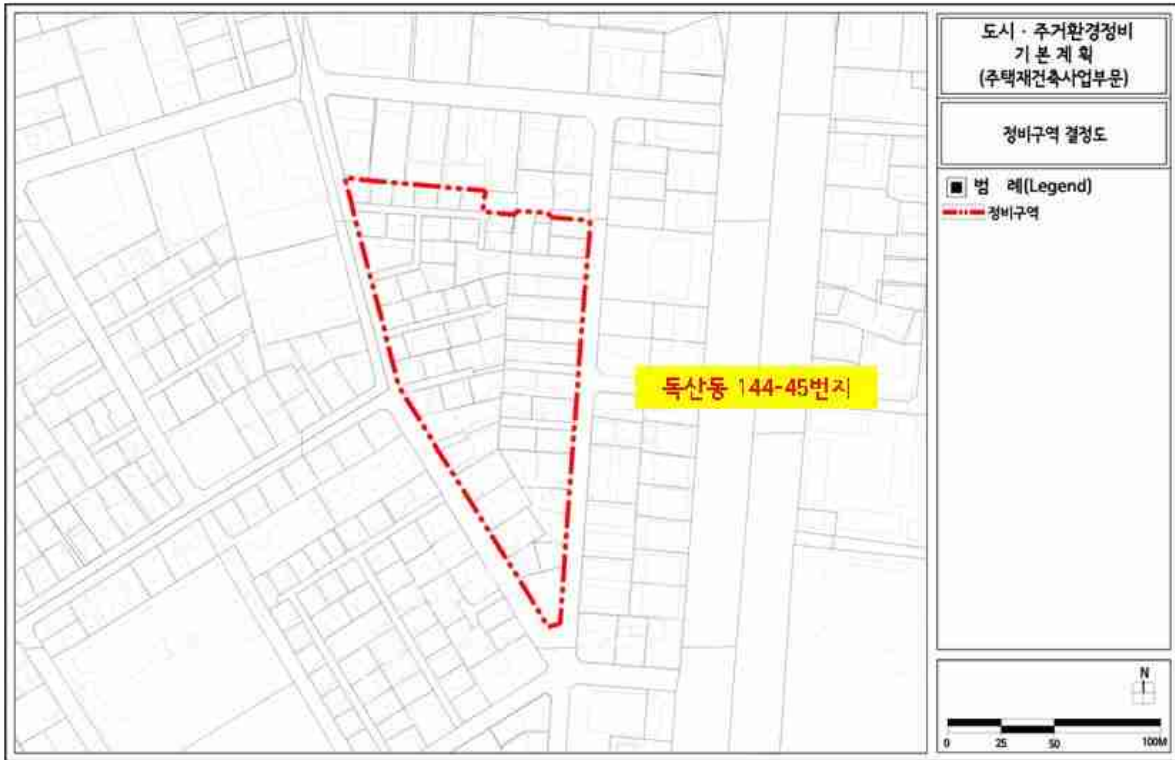 도시 · 주거환경정비
기 본 계 획
(주택재건축사업부문)
정비구역 결정도
■ 범 례(Legend)
정비구역
독산동 144-45번지
N
0 25 50 100M